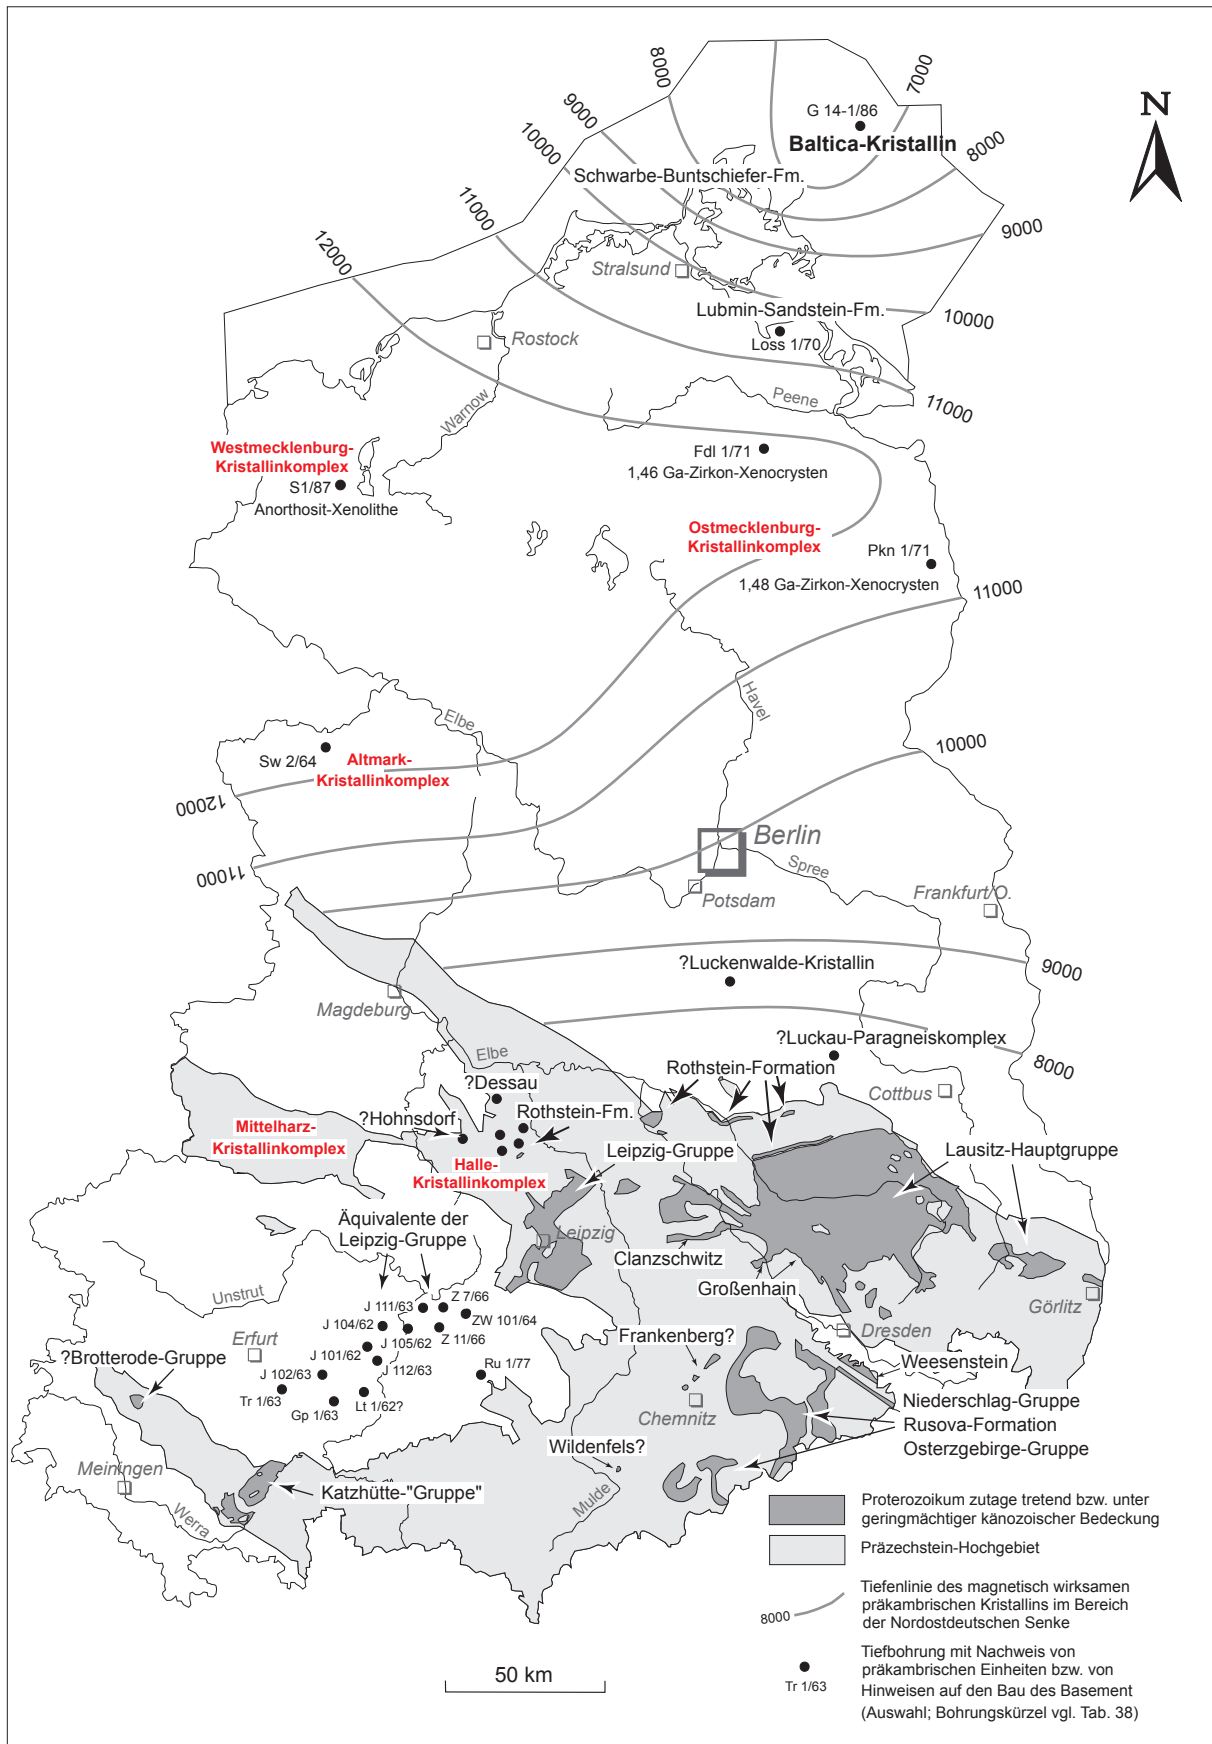 8000
7000
9000
G 14-1/86
Baltica-Kristallin
10000
8000
Schwarbe-Buntschiefer-Fm.
N
11000
9000
12000
Stralsund
Lubmin-Sandstein-Fm.
10000
Rostock
Loss 1/70
Peene
11000
Warnow
Westmecklenburg-
Kristallinkomplex
S1/87
Anorthosit-Xenolithe
Fdl 1/71
1,46 Ga-Zirkon-Xenocrysten
Ostmecklenburg-
Kristallinkomplex
Pkn 1/71
1,48 Ga-Zirkon-Xenocrysten
11000
Havel
Elbe
Sw 2/64
Altmark-
Kristallinkomplex
10000
12000
Berlin
Spree
11000
Potsdam
Frankfurt/O.
9000
?Luckenwalde-Kristallin
Magdeburg
?Luckau-Paragneiskomplex
8000
Elbe
Rothstein-Formation
?Dessau
Cottbus
?Hohnsdorf
Rothstein-Fm.
Mittelharz-
Kristallinkomplex
Leipzig-Gruppe
Lausitz-Hauptgruppe
Halle-
Kristallinkomplex
Äquivalente der
Leipzig-Gruppe
Leipzig
Clanzschwitz
Großenhain
Unstrut
Görlitz
J 111/63
Z 7/66
ZW 101/64
J 104/62
J 105/62
Z 11/66
Dresden
Erfurt
Frankenberg?
J 101/62
J 112/63
Weesenstein
?Brotterode-Gruppe
J 102/63
Ru 1/77
Tr 1/63
Gp 1/63
Lt 1/62?
Chemnitz
Niederschlag-Gruppe
Rusova-Formation
Osterzgebirge-Gruppe
Wildenfels?
Meiningen
Werra
Katzhütte-"Gruppe"
Mulde
Proterozoikum zutage tretend bzw. unter
geringmächtiger känozoischer Bedeckung
Präzechstein-Hochgebiet
8000
Tiefenlinie des magnetisch wirksamen
präkambrischen Kristallins im Bereich
der Nordostdeutschen Senke
Tr 1/63
Tiefbohrung mit Nachweis von
präkambrischen Einheiten bzw. von
Hinweisen auf den Bau des Basement
(Auswahl; Bohrungskürzel vgl. Tab. 38)
50 km